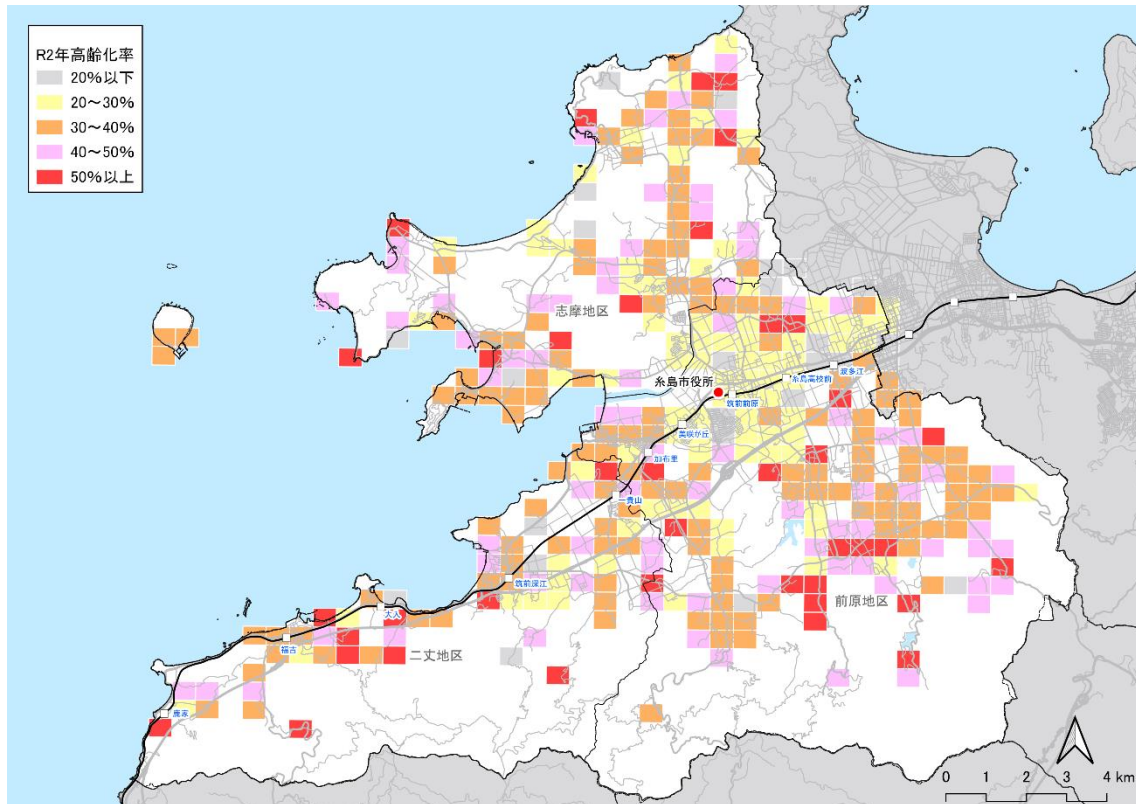 R2年高齢化率
20%以下
20～30%
30～40%
40～50%
50%以上
志摩地区
糸島市役所
波多江
糸島高校前
筑前前原
美咲が丘
加布里
一貴山
筑前深江
大入
福吉
鹿家
二丈地区
前原地区
0 1 2 3 4 km